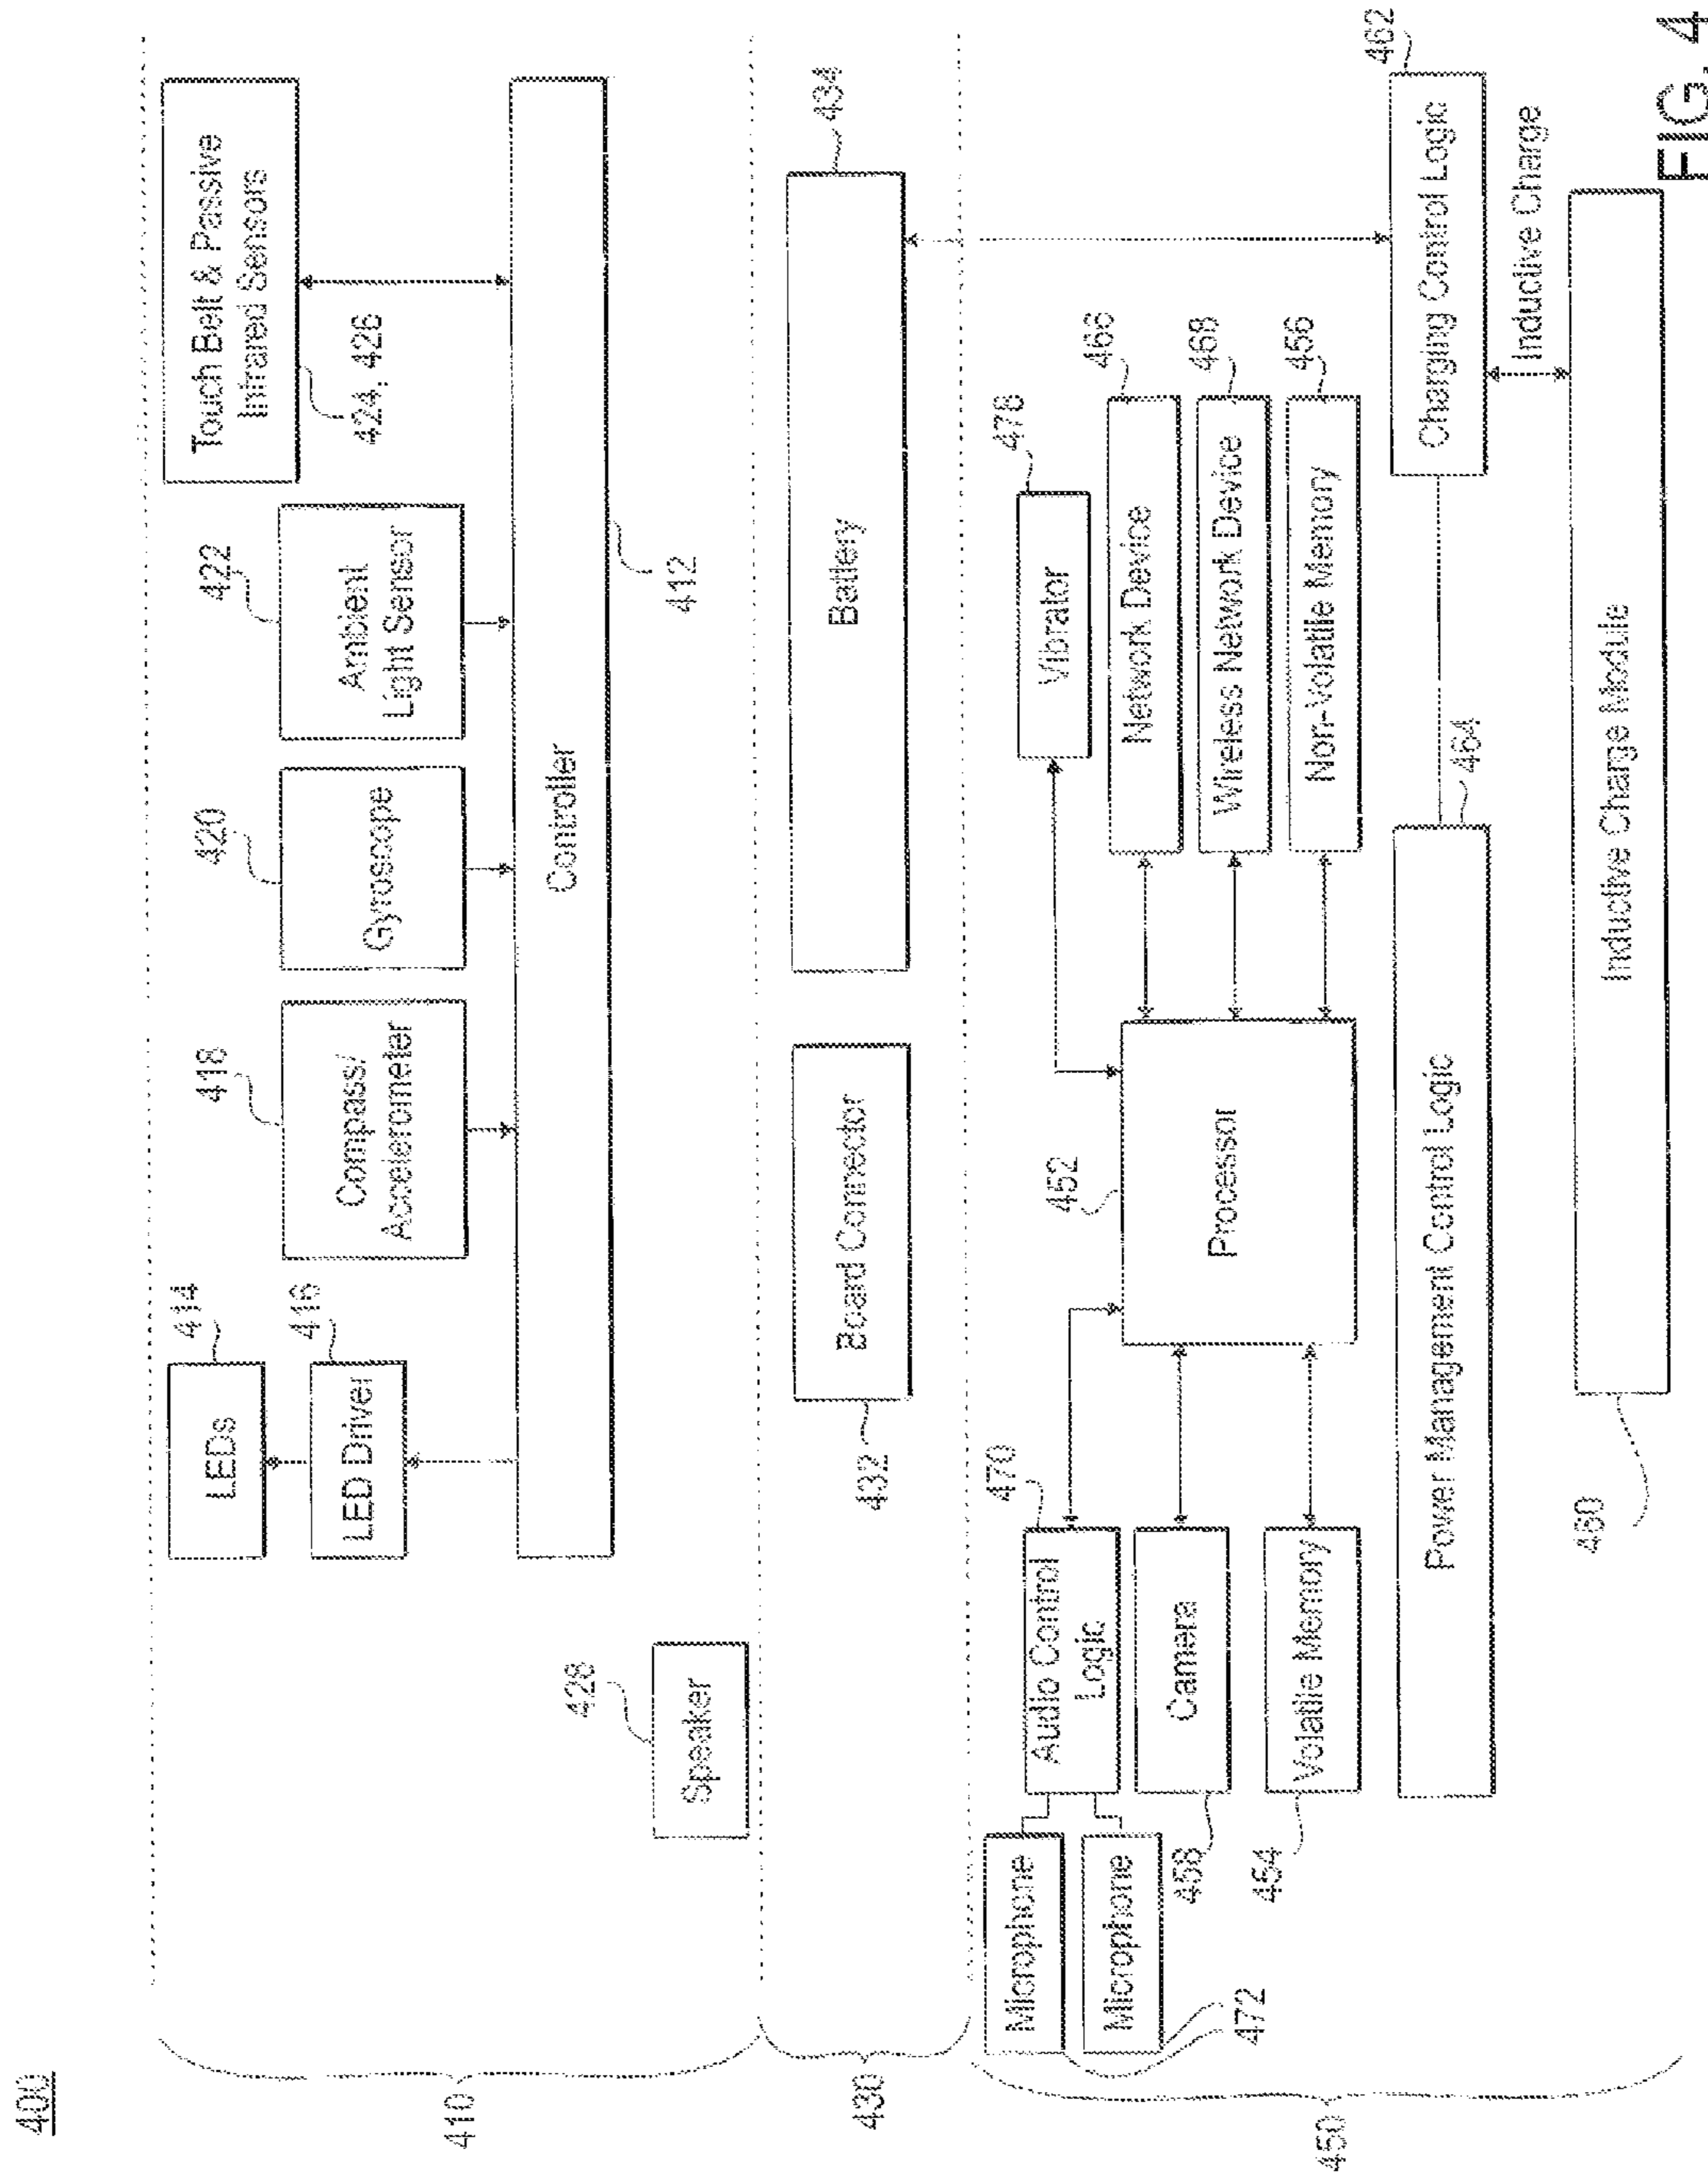 400
410
LEDs
414
LED Driver
416
Compass/
Accelerometer
418
Gyroscope
420
Ambient
Light Sensor
422
Touch Belt & Passive
Infrared Sensors
424, 426
Controller
412
Speaker
428
430
Board Connector
432
Battery
434
450
Microphone
Microphone
472
Audio Control
Logic
470
Camera
458
Volatile Memory
454
Processor
452
Vibrator
478
Network Device
466
Wireless Network Device
468
Non-Volatile Memory
456
Power Management Control Logic
464
Charging Control Logic
462
Inductive Charge
Inductive Charge Module
460
FIG. 4